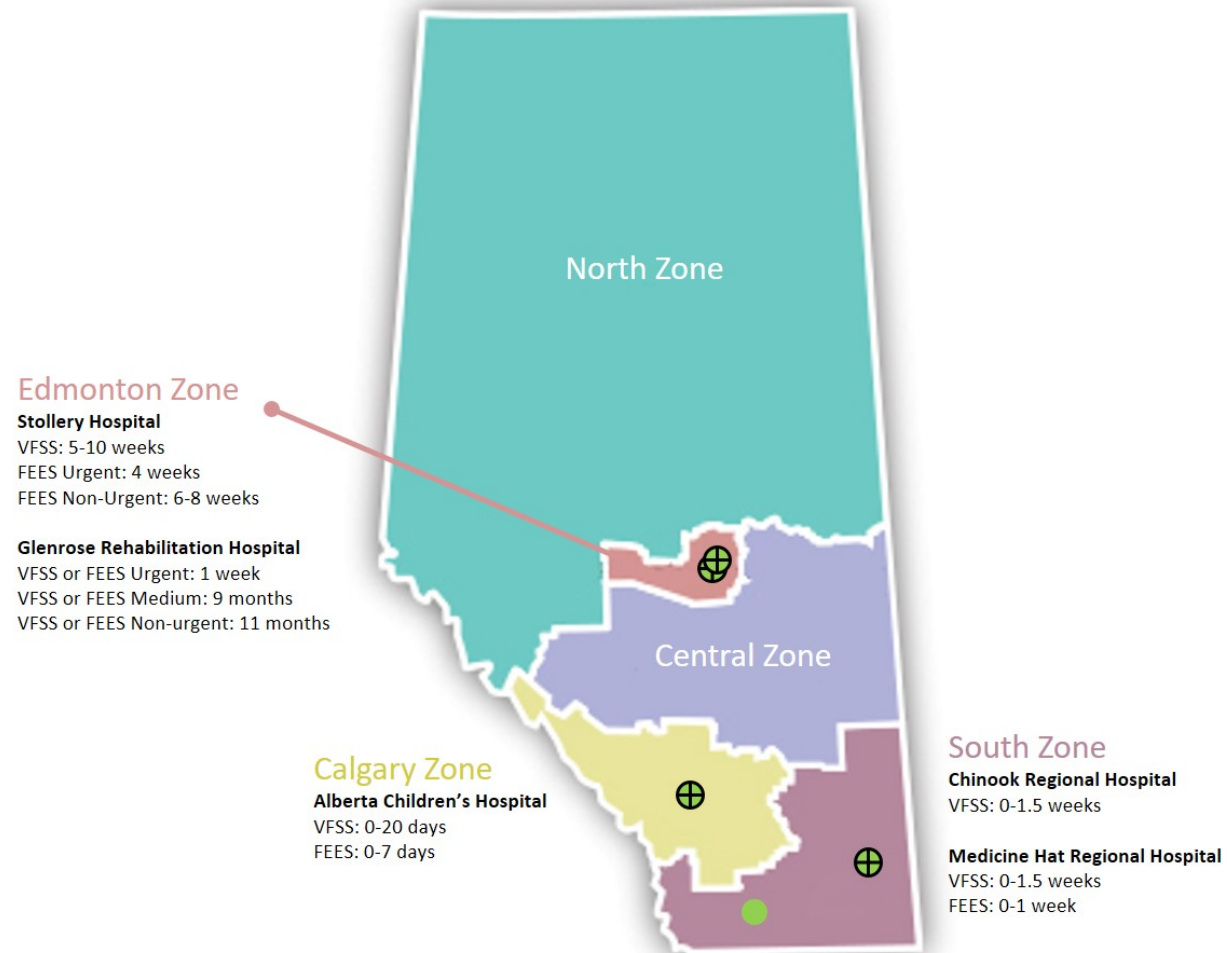 North Zone
Edmonton Zone
Stollery Hospital
VFSS: 5-10 weeks
FEES Urgent: 4 weeks
FEES Non-Urgent: 6-8 weeks
Glenrose Rehabilitation Hospital
VFSS or FEES Urgent: 1 week
VFSS or FEES Medium: 9 months
VFSS or FEES Non-urgent: 11 months
Central Zone
Calgary Zone
Alberta Children’s Hospital
VFSS: 0-20 days
FEES: 0-7 days
South Zone
Chinook Regional Hospital
VFSS: 0-1.5 weeks
Medicine Hat Regional Hospital
VFSS: 0-1.5 weeks
FEES: 0-1 week